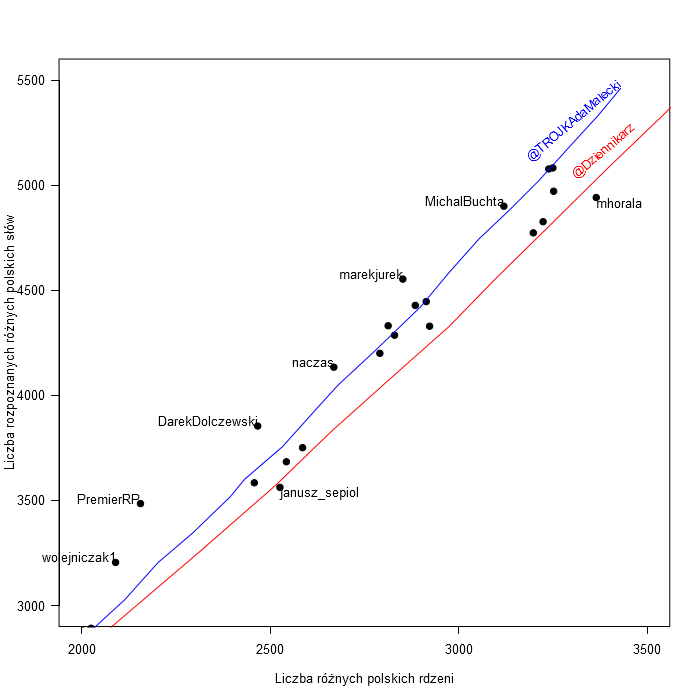 5500
@TROJKAdaMalecki
@Dziennikarz
5000
MichalBuchta
mhorala
Liczba rozpoznanych różnych polskich słów
marekjurek
4500
naczas
4000
DarekDolczewski
janusz_sepiol
3500
PremierRP
wolejniczak1
3000
2000 2500 3000 3500
Liczba różnych polskich rdzeni